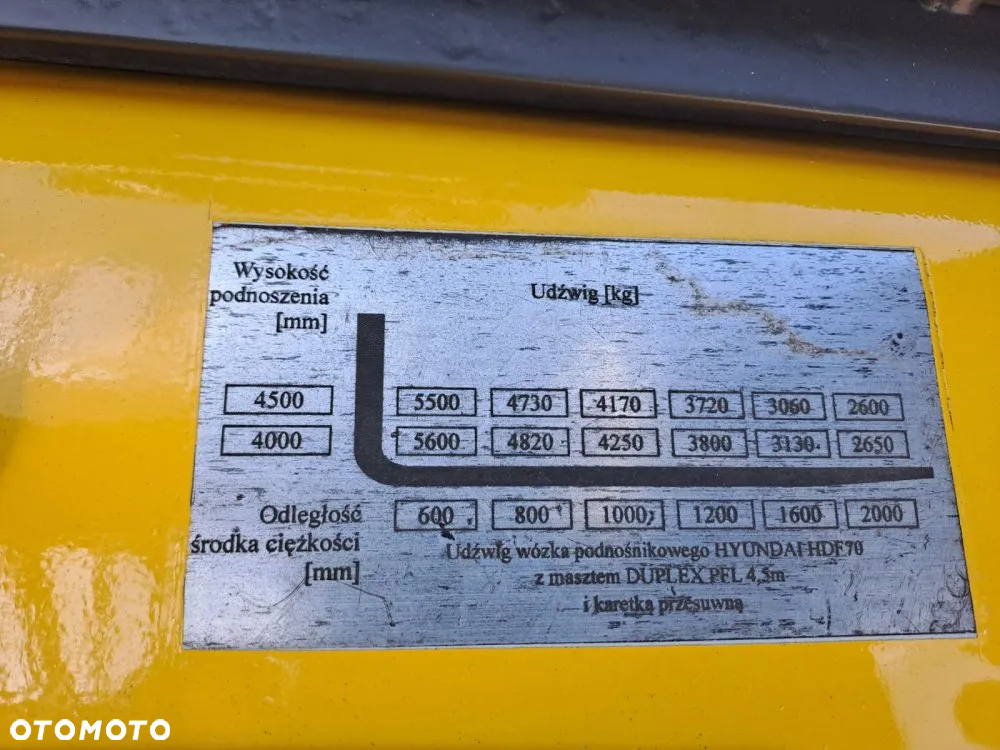 Wysokość
podnoszenia
[mm]
Udźwig [kg]
4500 5500 4730 4170 3720 3060 2600
4000 5600 4820 4250 3800 3130 2650
Odległość
środka ciężkości
[mm]
600 800 1000 1200 1600 2000
Udźwig wózka podnośnikowego HYUNDAI HDF70
z masztem DUPLEX PFL 4,5m
i karetką przesuwną
OTOMOTO